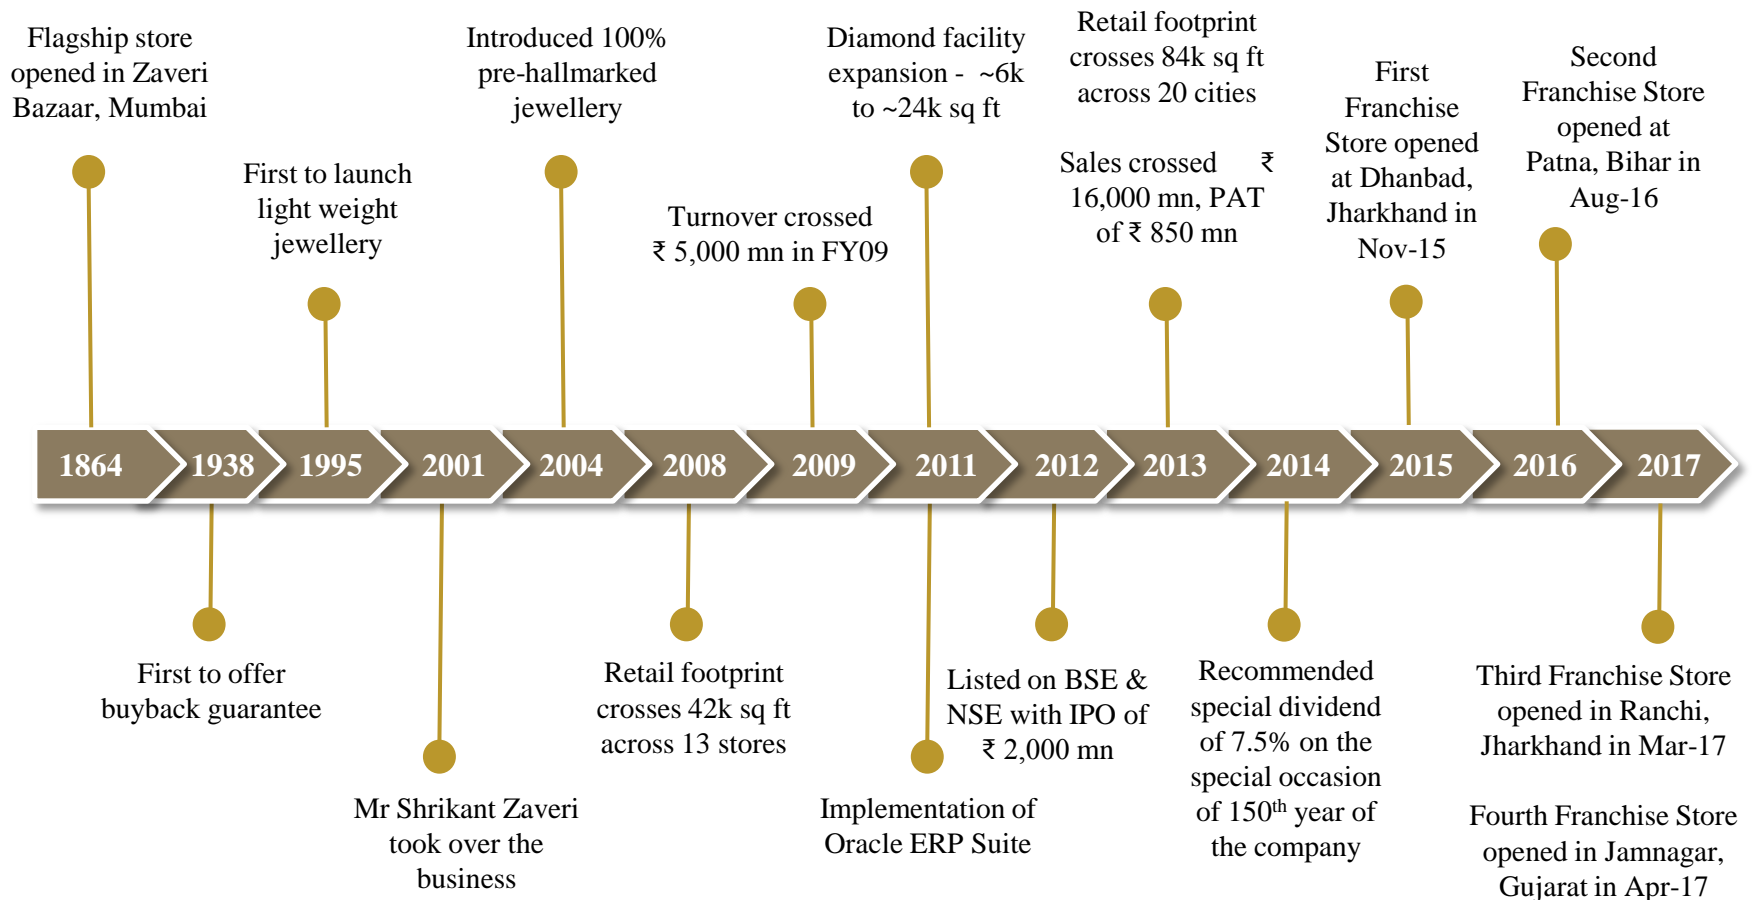 Flagship store
opened in Zaveri
Bazaar, Mumbai
First to launch
light weight
jewellery
Introduced 100%
pre-hallmarked
jewellery
Turnover crossed
₹ 5,000 mn in FY09
Diamond facility
expansion - ~6k
to ~24k sq ft
Retail footprint
crosses 84k sq ft
across 20 cities
Sales crossed ₹
16,000 mn, PAT
of ₹ 850 mn
First
Franchise
Store opened
at Dhanbad,
Jharkhand in
Nov-15
Second
Franchise Store
opened at
Patna, Bihar in
Aug-16
1864 1938 1995 2001 2004 2008 2009 2011 2012 2013 2014 2015 2016 2017
First to offer
buyback guarantee
Mr Shrikant Zaveri
took over the
business
Retail footprint
crosses 42k sq ft
across 13 stores
Implementation of
Oracle ERP Suite
Listed on BSE &
NSE with IPO of
₹ 2,000 mn
Recommended
special dividend
of 7.5% on the
special occasion
of 150th year of
the company
Third Franchise Store
opened in Ranchi,
Jharkhand in Mar-17
Fourth Franchise Store
opened in Jamnagar,
Gujarat in Apr-17